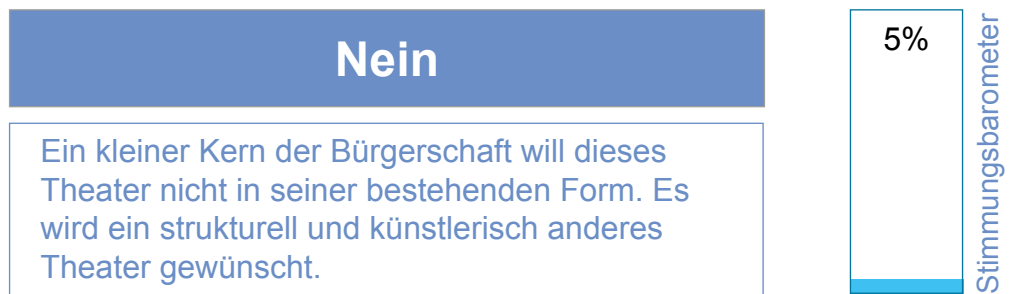 Nein
5%
Ein kleiner Kern der Bürgerschaft will dieses
Theater nicht in seiner bestehenden Form. Es
wird ein strukturell und künstlerisch anderes
Theater gewünscht.
Stimmungsbarometer